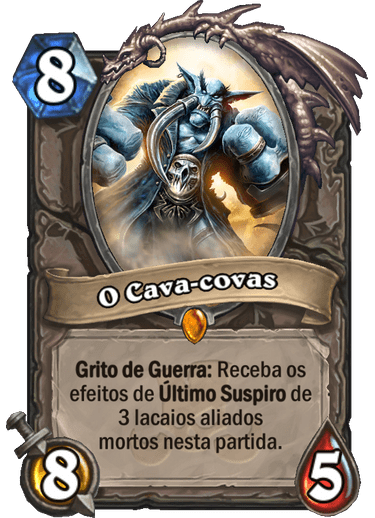 8
O Cava-covas
Grito de Guerra: Receba os
efeitos de Último Suspiro de
3 lacaios aliados
mortos nesta partida.
8
5